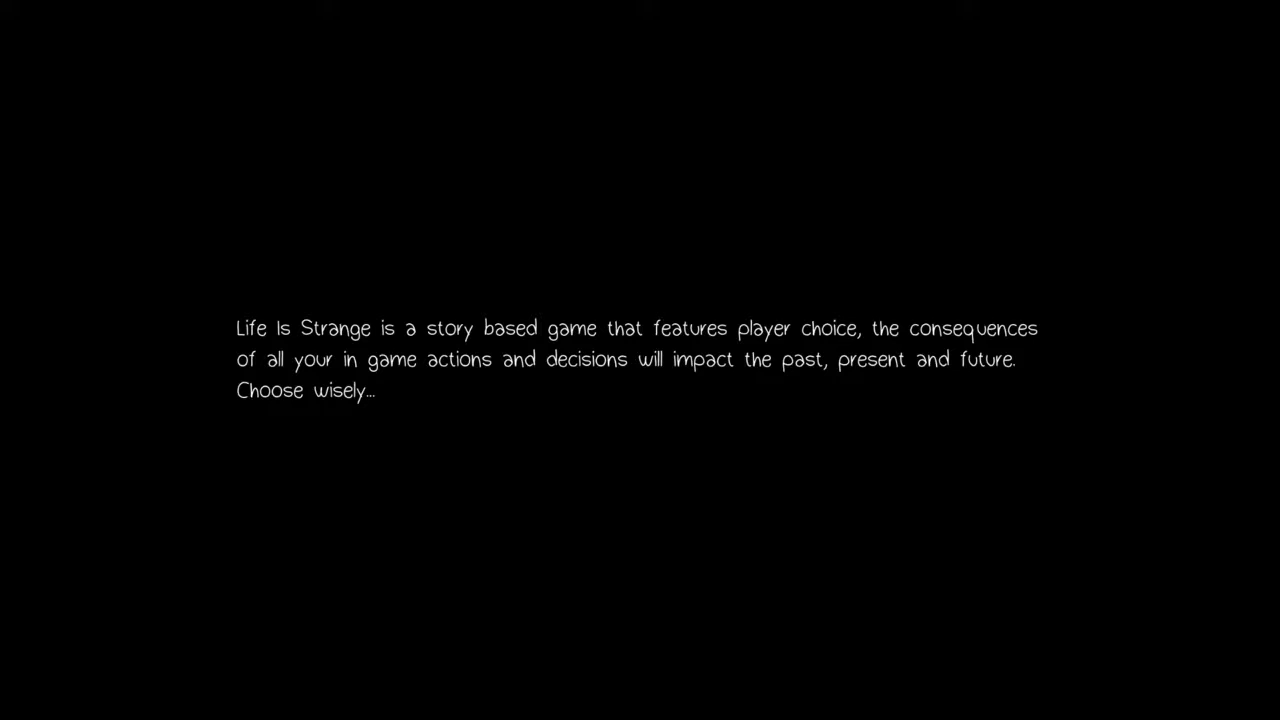 Life Is Strange is a story based game that features player choice, the consequences
of all your in game actions and decisions will impact the past, present and future.
Choose wisely...